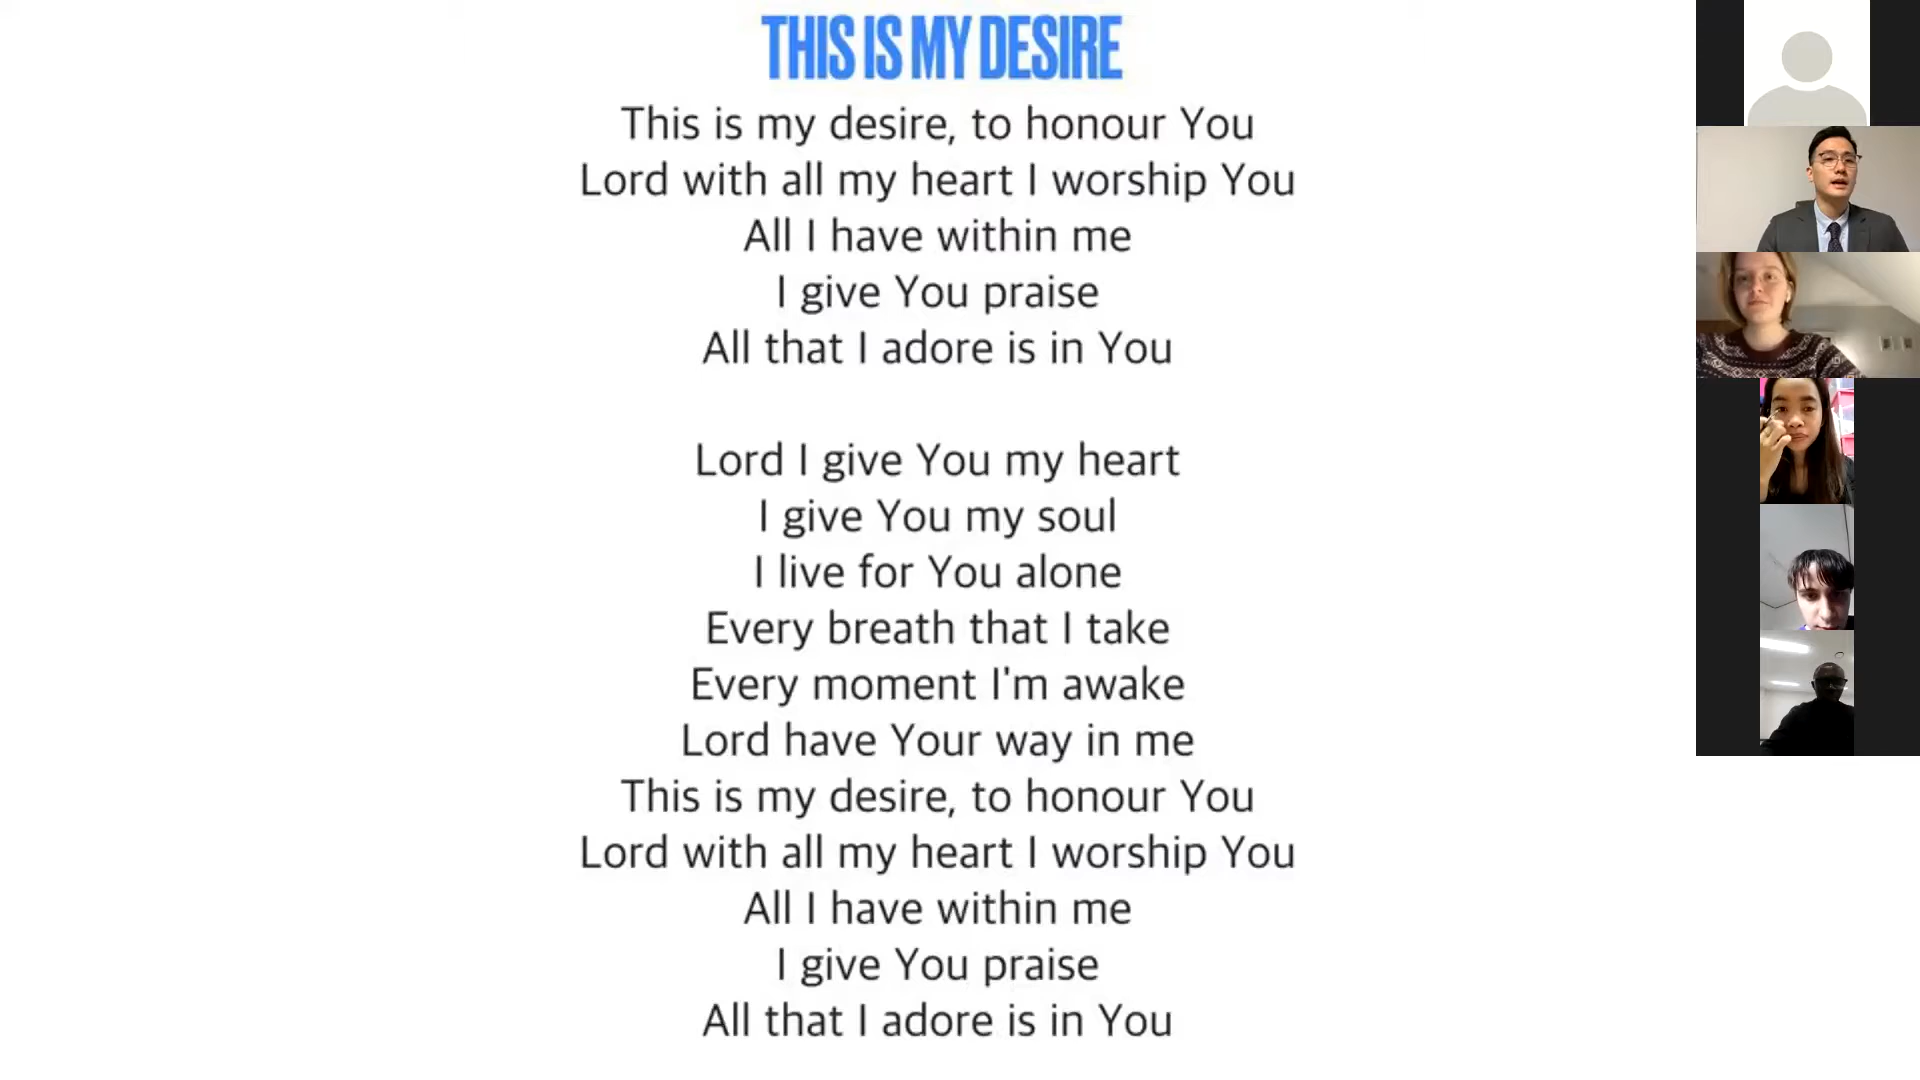 THIS IS MY DESIRE
This is my desire, to honour You
Lord with all my heart I worship You
All I have within me
I give You praise
All that I adore is in You
Lord I give You my heart
I give You my soul
I live for You alone
Every breath that I take
Every moment I'm awake
Lord have Your way in me
This is my desire, to honour You
Lord with all my heart I worship You
All I have within me
I give You praise
All that I adore is in You